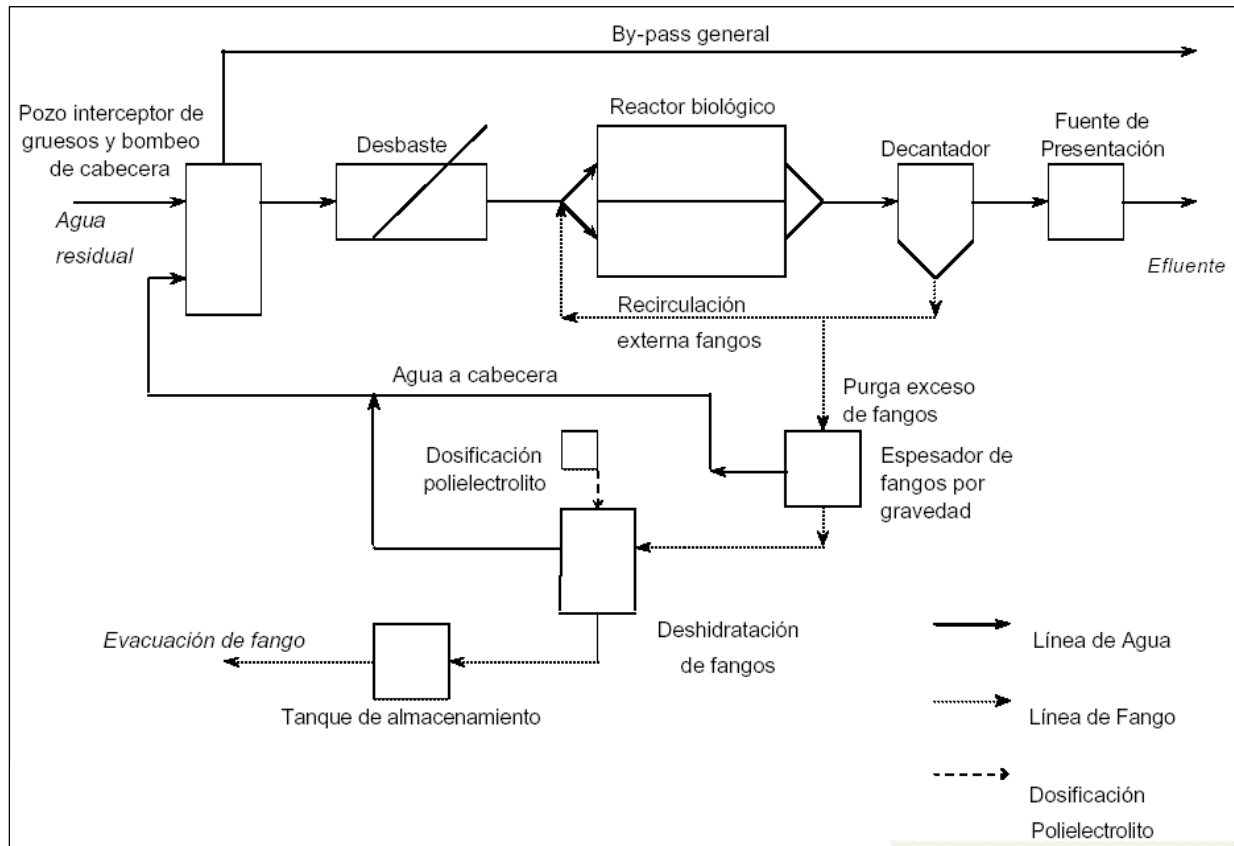 By-pass general
Pozo interceptor de
gruesos y bombeo
de cabecera
Desbaste
Reactor biológico
Decantador
Fuente de
Presentación
Agua
residual
Efluente
Recirculación
externa fangos
Agua a cabecera
Purga exceso
de fangos
Dosificación
polielectrolito
Espesador de
fangos por
gravedad
Deshidratación
de fangos
Evacuación de fango
Tanque de almacenamiento
Línea de Agua
Línea de Fango
Dosificación
Polielectrolito